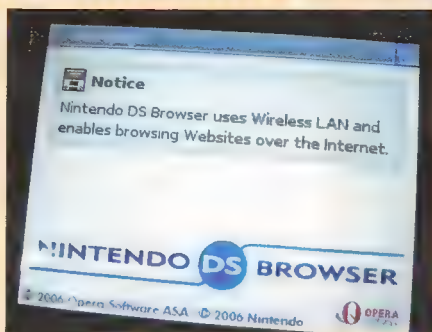 Notice
Nintendo DS Browser uses Wireless LAN and
enables browsing Websites over the Internet.
NINTENDO DS BROWSER
© 2006 Opera Software ASA © 2006 Nintendo
OPERA